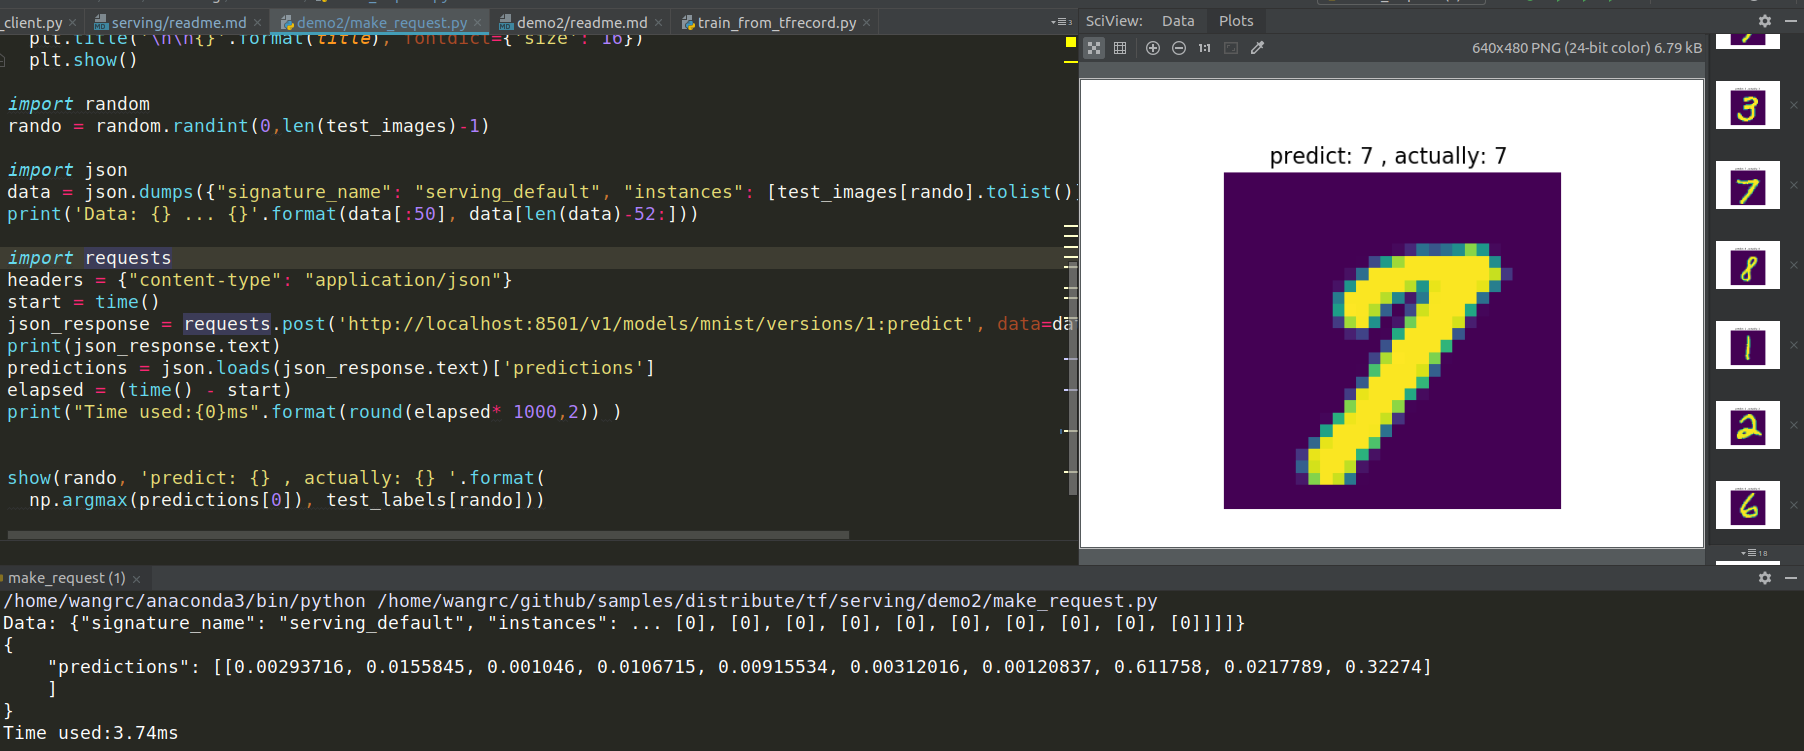 _client.py × serving/readme.md × demo2/make_request.py × demo2/readme.md × train_from_tfrecord.py ×
plt.title('\n\n{}'.format(title), fontdict={'size': 16})
plt.show()
import random
rando = random.randint(0,len(test_images)-1)
import json
data = json.dumps({"signature_name": "serving_default", "instances": [test_images[rando].tolist()]
print('Data: {} ... {}'.format(data[:50], data[len(data)-52:]))
import requests
headers = {"content-type": "application/json"}
start = time()
json_response = requests.post('http://localhost:8501/v1/models/mnist/versions/1:predict', data=da
print(json_response.text)
predictions = json.loads(json_response.text)['predictions']
elapsed = (time() - start)
print("Time used:{0}ms".format(round(elapsed* 1000,2)) )
show(rando, 'predict: {} , actually: {} '.format(
np.argmax(predictions[0]), test_labels[rando]))
SciView: Data Plots
1:1 640x480 PNG (24-bit color) 6.79 kB
predict: 7 , actually: 7
3
7
8
1
2
6
18
make_request (1) ×
/home/wangrc/anaconda3/bin/python /home/wangrc/github/samples/distribute/tf/serving/demo2/make_request.py
Data: {"signature_name": "serving_default", "instances": ... [0], [0], [0], [0], [0], [0], [0], [0], [0], [0]]]]}
{
"predictions": [[0.00293716, 0.0155845, 0.001046, 0.0106715, 0.00915534, 0.00312016, 0.00120837, 0.611758, 0.0217789, 0.32274]
]
}
Time used:3.74ms